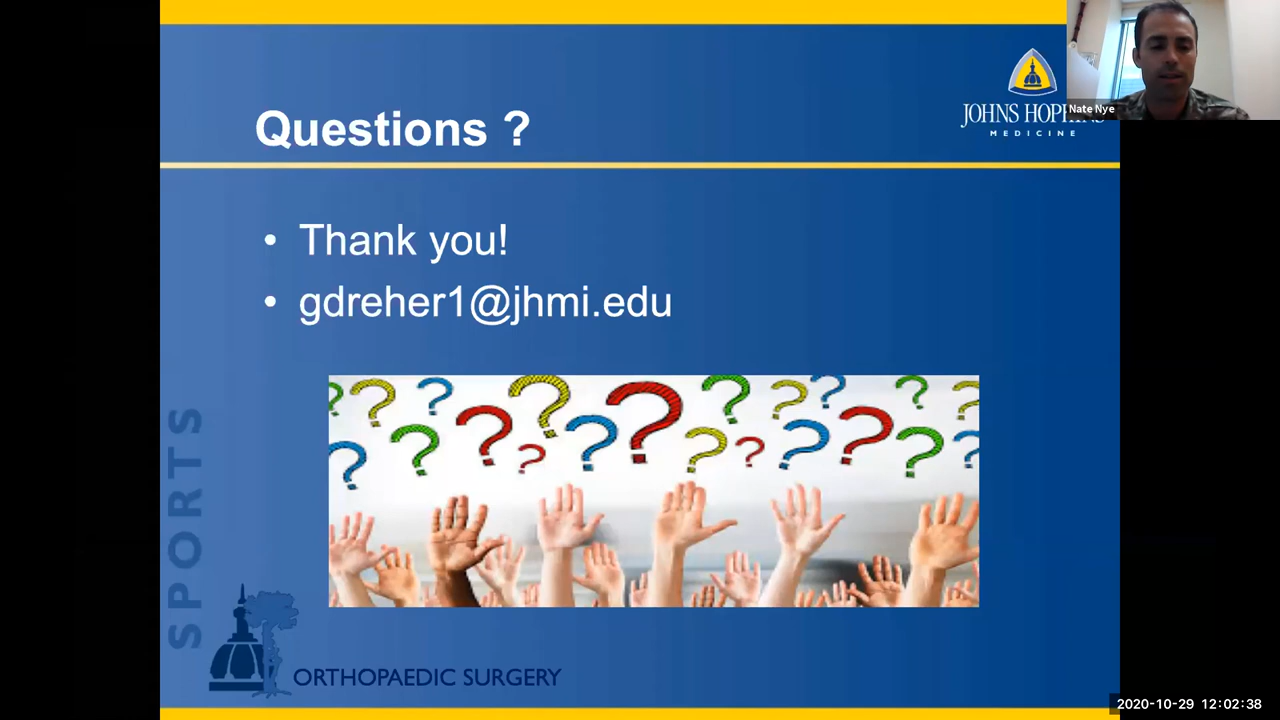 Questions ?
JOHNS HOPKINS
MEDICINE
Nate Nye
• Thank you!
• gdreher1@jhmi.edu
SPORTS
ORTHOPAEDIC SURGERY
2020-10-29 12:02:38